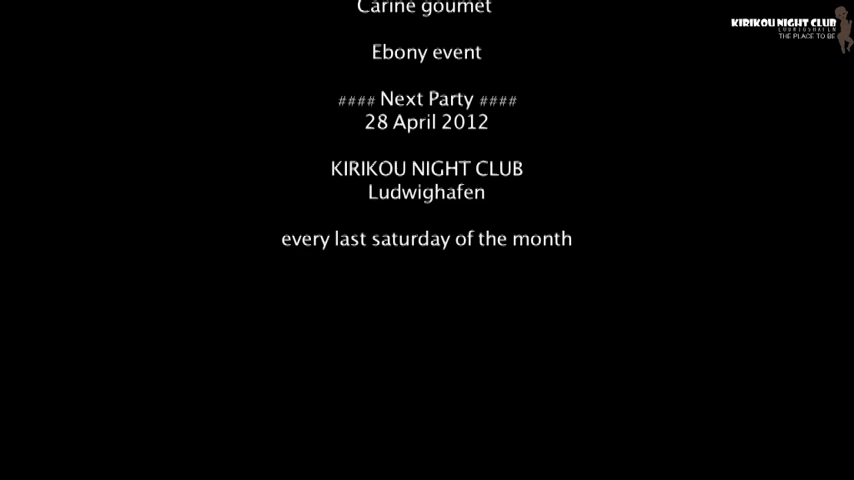 Carine goumet
Ebony event
#### Next Party ####
28 April 2012
KIRIKOU NIGHT CLUB
Ludwighafen
every last saturday of the month
KIRIKOU NIGHT CLUB
LUDWIGSHAFEN
THE PLACE TO BE